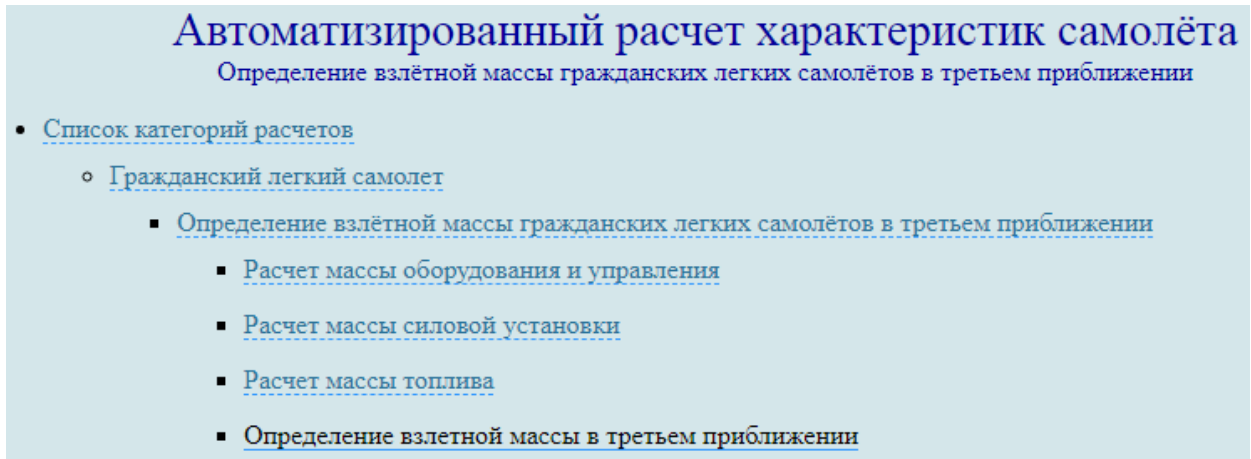 Автоматизированный расчет характеристик самолёта
Определение взлётной массы гражданских легких самолётов в третьем приближении
Список категорий расчетов
Гражданский легкий самолет
Определение взлётной массы гражданских легких самолётов в третьем приближении
Расчет массы оборудования и управления
Расчет массы силовой установки
Расчет массы топлива
Определение взлетной массы в третьем приближении